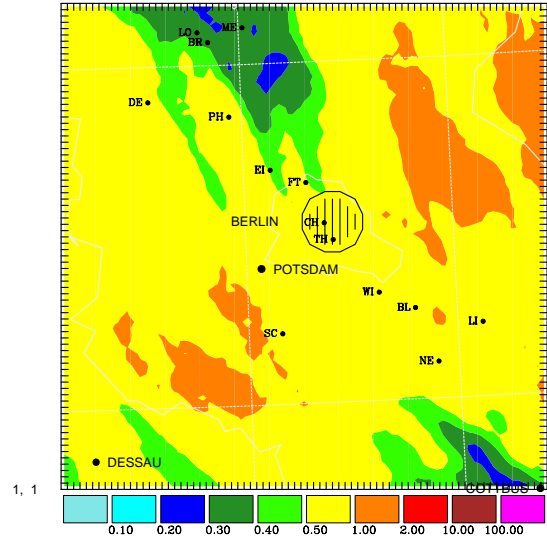 ME
LO
BR
DE
PH
EI
FT
BERLIN
CH
TH
POTSDAM
WI
BL
LI
SC
NE
DESSAU
1, 1
COTTBUS
0.10 0.20 0.30 0.40 0.50 1.00 2.00 10.00 100.00